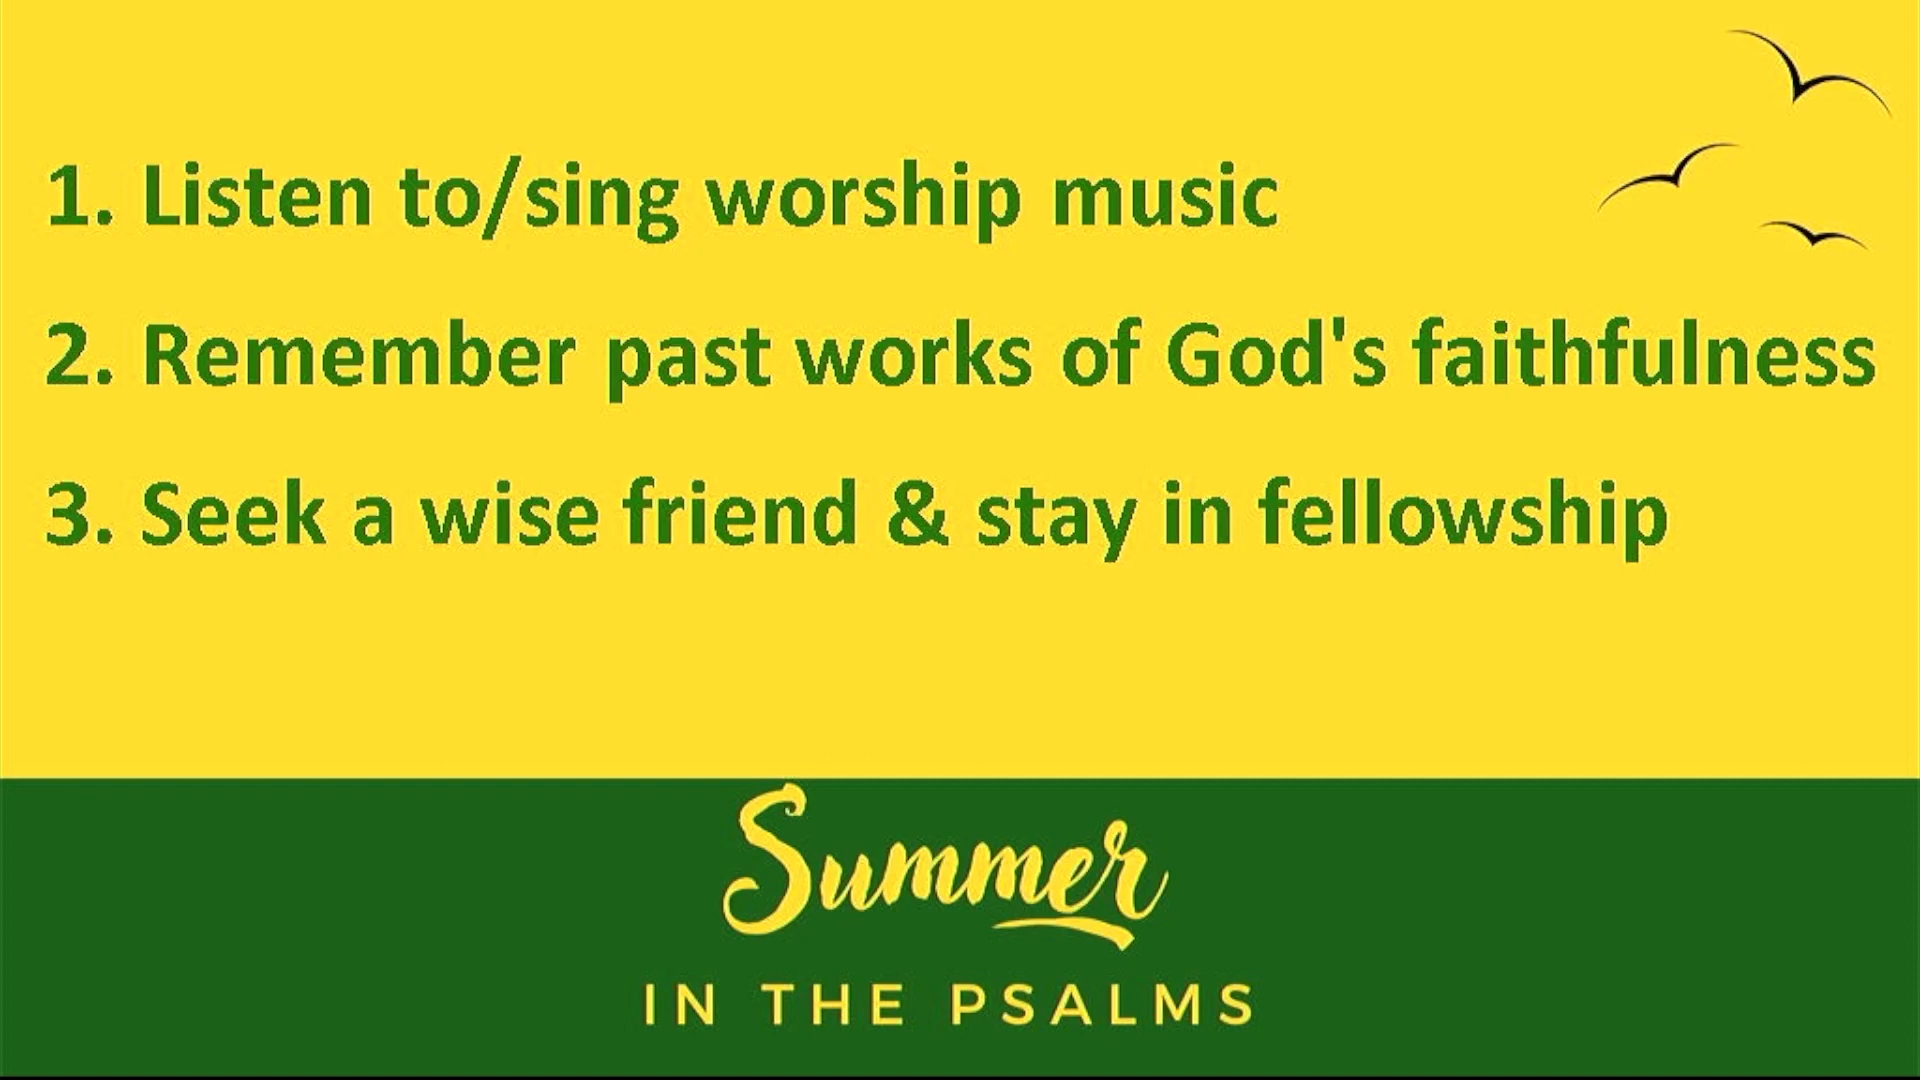 1. Listen to/sing worship music
2. Remember past works of God's faithfulness
3. Seek a wise friend & stay in fellowship
Summer
IN THE PSALMS